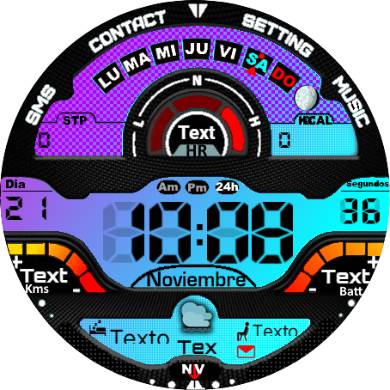 CONTACT SETTING
SMS MUSIC
LU MA MI JU VI SA DO
N
L H
STP KCAL
0 Text 0
HR
Dia Am Pm 24h Segundos
21 10:08 36
Noviembre
+ Text Text +
Kms Batt
Texto Tex Texto
N